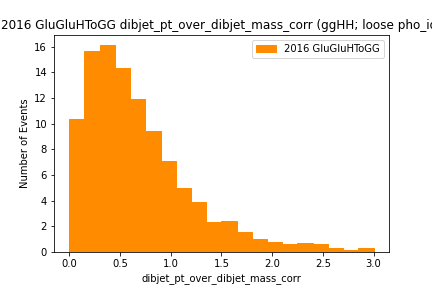 2016 GluGluHToGG dibjet_pt_over_dibjet_mass_corr (ggHH; loose pho_i
2016 GluGluHToGG
Number of Events
16
14
12
10
8
6
4
2
0
0.0 0.5 1.0 1.5 2.0 2.5 3.0
dibjet_pt_over_dibjet_mass_corr